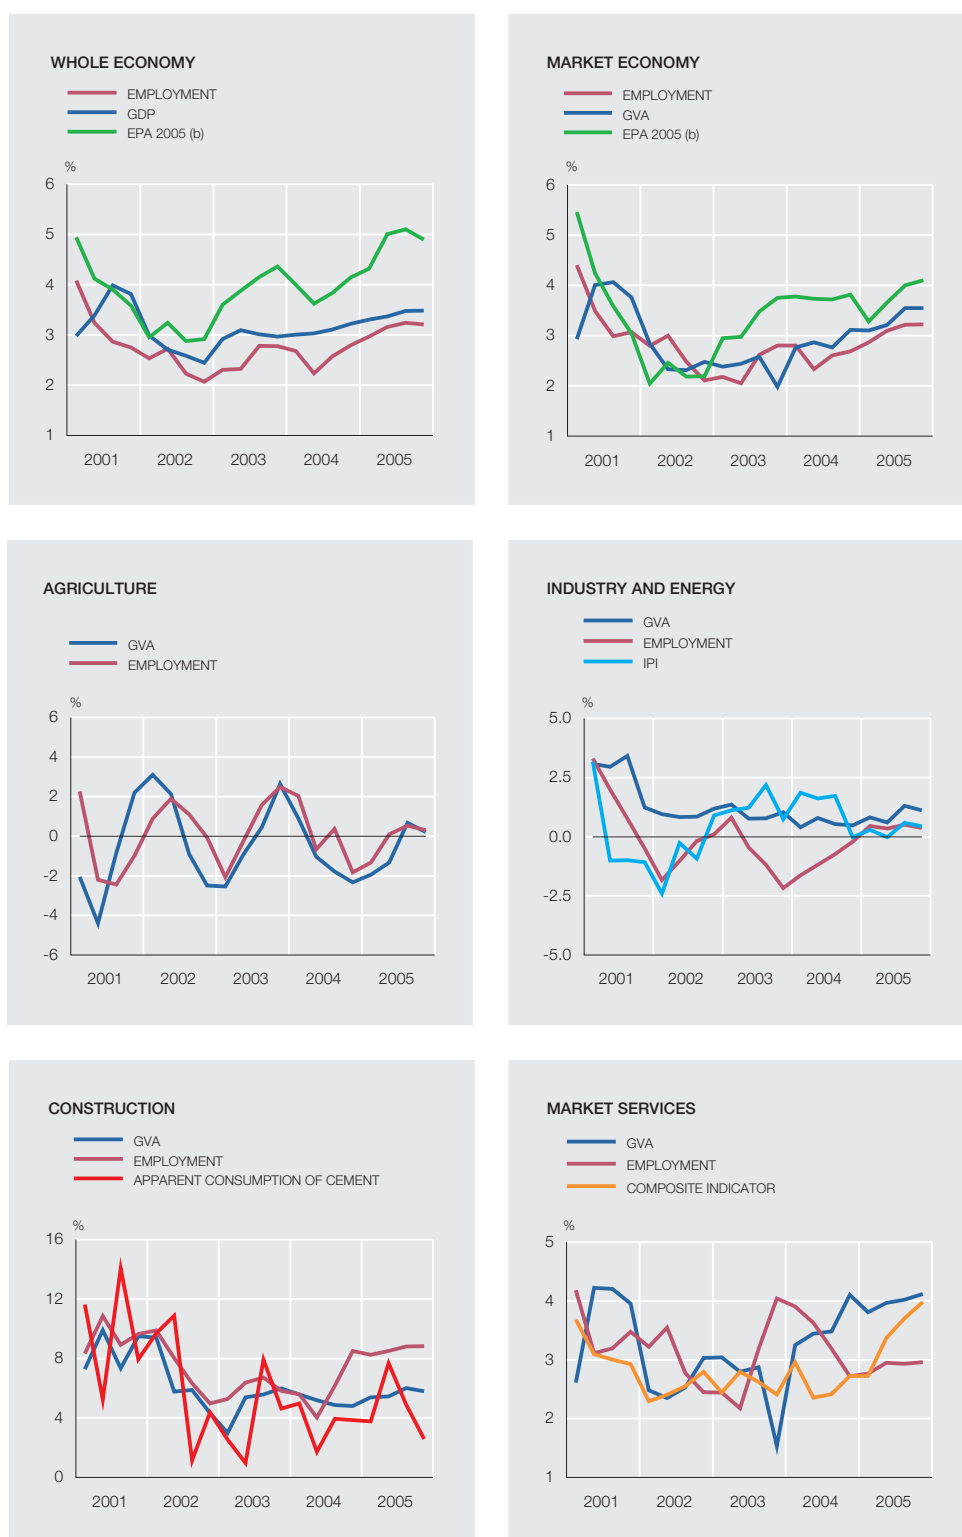 WHOLE ECONOMY
EMPLOYMENT
GDP
EPA 2005 (b)
%
6
5
4
3
2
1
2001 2002 2003 2004 2005
MARKET ECONOMY
EMPLOYMENT
GVA
EPA 2005 (b)
%
6
5
4
3
2
1
2001 2002 2003 2004 2005
AGRICULTURE
GVA
EMPLOYMENT
%
6
4
2
0
-2
-4
-6
2001 2002 2003 2004 2005
INDUSTRY AND ENERGY
GVA
EMPLOYMENT
IPI
%
5.0
2.5
0.0
-2.5
-5.0
2001 2002 2003 2004 2005
CONSTRUCTION
GVA
EMPLOYMENT
APPARENT CONSUMPTION OF CEMENT
%
16
12
8
4
0
2001 2002 2003 2004 2005
MARKET SERVICES
GVA
EMPLOYMENT
COMPOSITE INDICATOR
%
5
4
3
2
1
2001 2002 2003 2004 2005